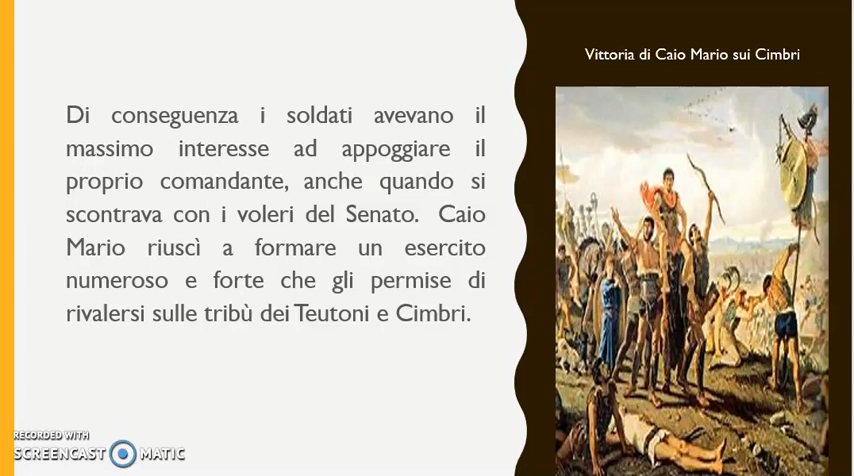 Vittoria di Caio Mario sui Cimbri
Di conseguenza i soldati avevano il
massimo interesse ad appoggiare il
proprio comandante, anche quando si
scontrava con i voleri del Senato. Caio
Mario riuscì a formare un esercito
numeroso e forte che gli permise di
rivalersi sulle tribù dei Teutoni e Cimbri.
RECORDED WITH
SCREENCAST MATIC